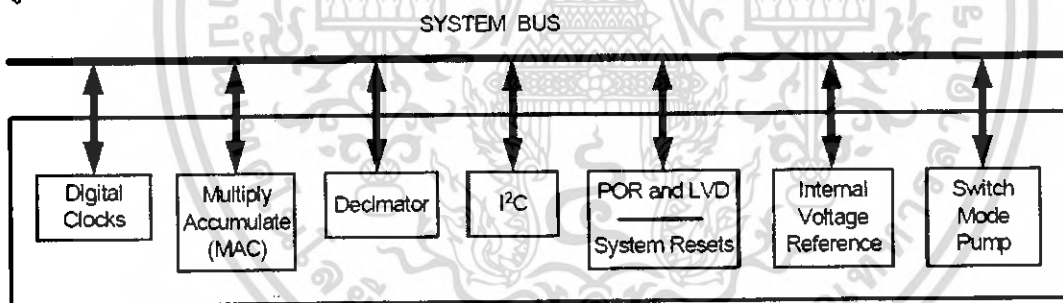 SYSTEM BUS
Digital
Clocks
Multiply
Accumulate
(MAC)
Decimator
I²C
POR and LVD
System Resets
Internal
Voltage
Reference
Switch
Mode
Pump